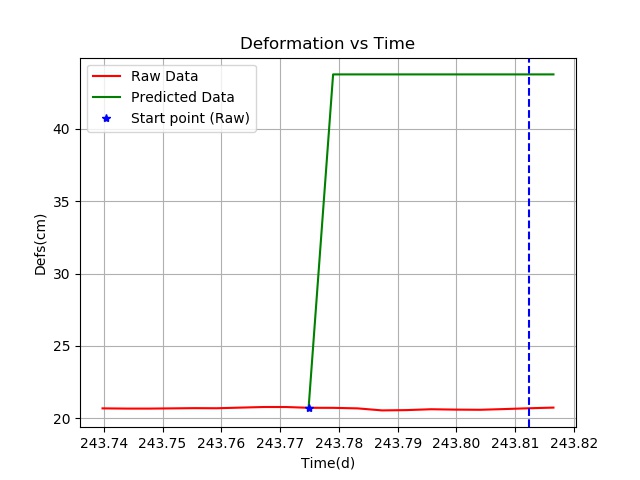 Deformation vs Time
Raw Data
Predicted Data
Start point (Raw)
Defs(cm)
40
35
30
25
20
243.74 243.75 243.76 243.77 243.78 243.79 243.80 243.81 243.82
Time(d)